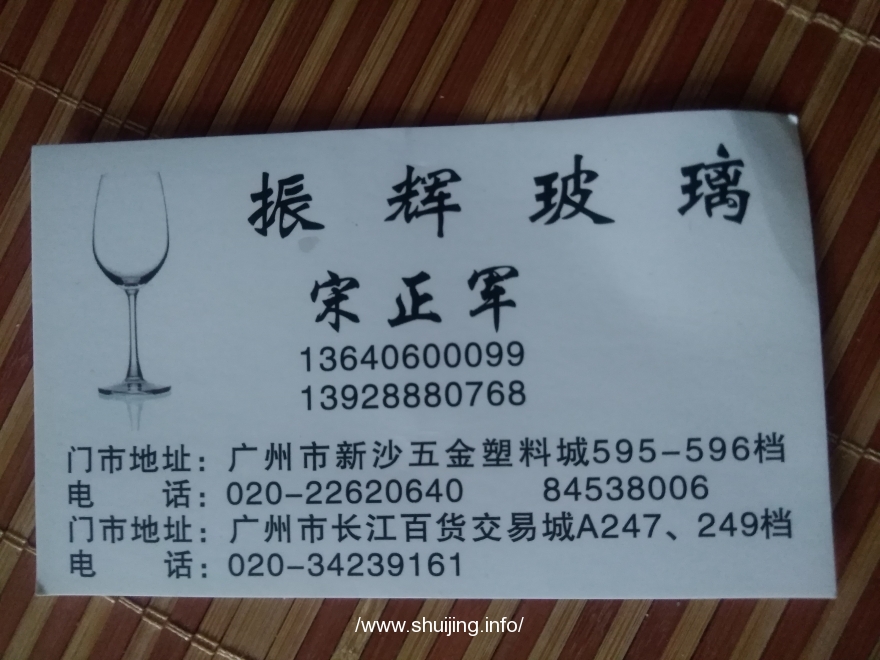 振辉玻璃
宋正军
13640600099
13928880768
门市地址：广州市新沙五金塑料城595-596档
电话：020-22620640 84538006
门市地址：广州市长江百货交易城A247、249档
电话：020-34239161
/www.shuijing.info/